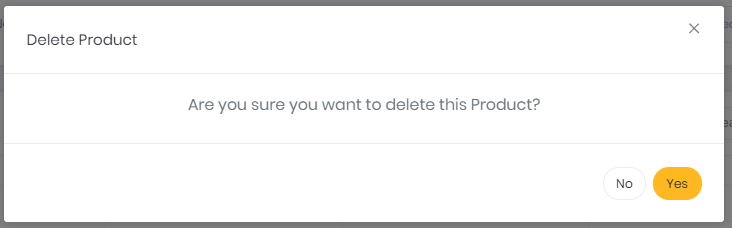 Delete Product
Are you sure you want to delete this Product?
No
Yes